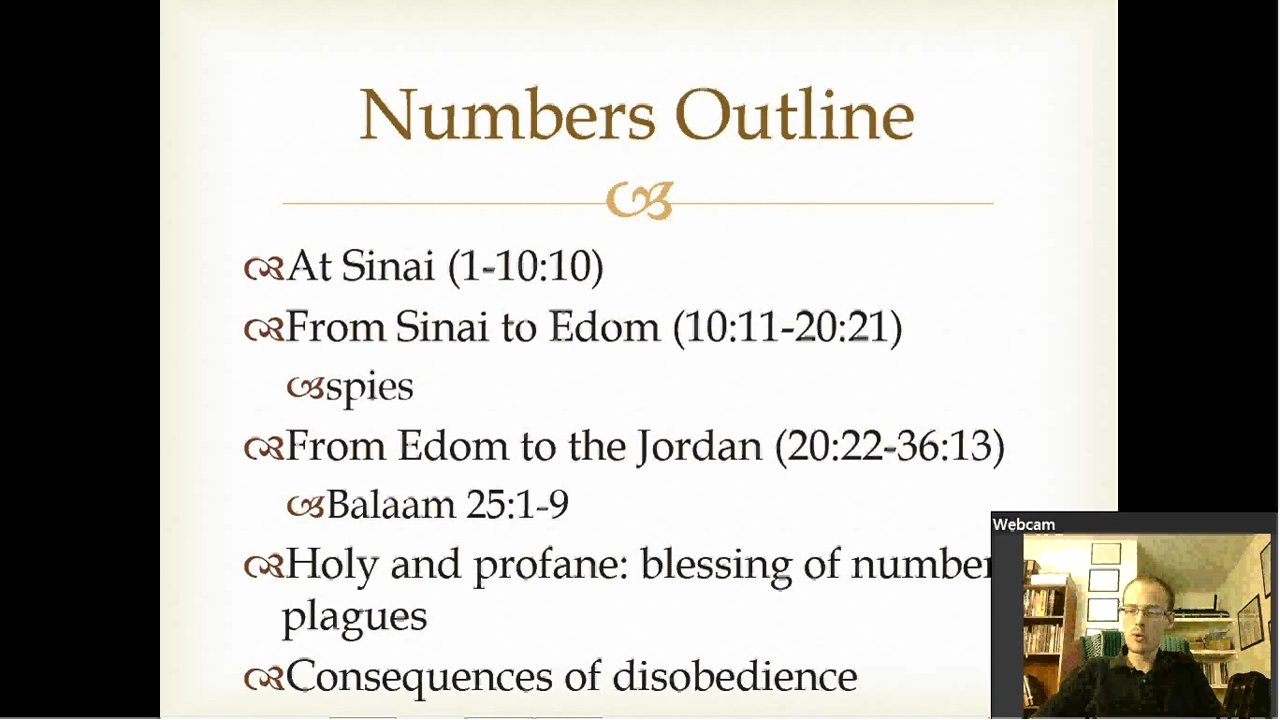 Numbers Outline
At Sinai (1-10:10)
From Sinai to Edom (10:11-20:21)
spies
From Edom to the Jordan (20:22-36:13)
Balaam 25:1-9
Holy and profane: blessing of number
plagues
Consequences of disobedience
Webcam